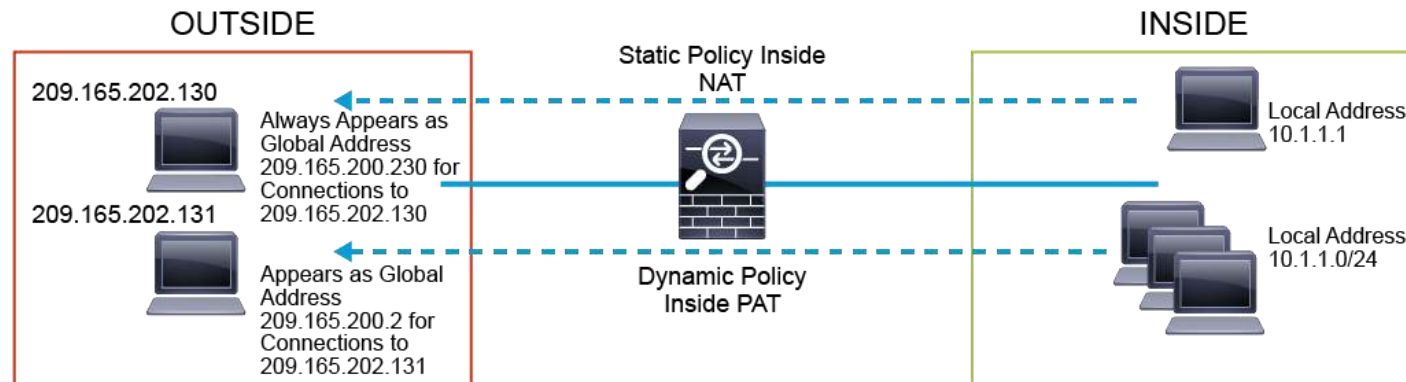 OUTSIDE
INSIDE
Static Policy Inside
NAT
209.165.202.130
Always Appears as
Global Address
209.165.200.230 for
Connections to
209.165.202.130
Local Address
10.1.1.1
209.165.202.131
Appears as Global
Address
209.165.200.2 for
Connections to
209.165.202.131
Dynamic Policy
Inside PAT
Local Address
10.1.1.0/24